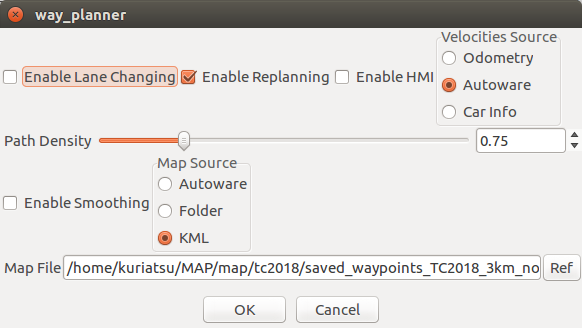 way_planner
Velocities Source
Enable Lane Changing Enable Replanning Enable HMI
Odometry
Autoware
Car Info
Path Density 0.75
Map Source
Enable Smoothing
Autoware
Folder
KML
Map File /home/kuriatsu/MAP/map/tc2018/saved_waypoints_TC2018_3km_no Ref
OK Cancel